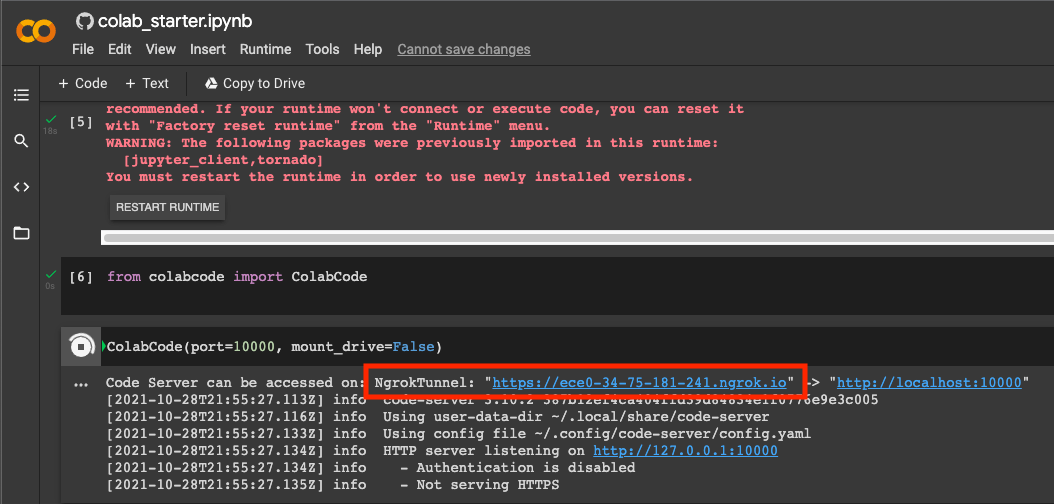 colab_starter.ipynb
File Edit View Insert Runtime Tools Help Cannot save changes
+ Code + Text Copy to Drive
[5]
18s
recommended. If your runtime won't connect or execute code, you can reset it
with "Factory reset runtime" from the "Runtime" menu.
WARNING: The following packages were previously imported in this runtime:
[jupyter_client,tornado]
You must restart the runtime in order to use newly installed versions.
RESTART RUNTIME
[6] from colabcode import ColabCode
0s
ColabCode(port=10000, mount_drive=False)
Code Server can be accessed on: NgrokTunnel: "https://ece0-34-75-181-241.ngrok.io" -> "http://localhost:10000"
[2021-10-28T21:55:27.113Z] info code-server 3.10.2
[2021-10-28T21:55:27.116Z] info Using user-data-dir ~/.local/share/code-server
[2021-10-28T21:55:27.133Z] info Using config file ~/.config/code-server/config.yaml
[2021-10-28T21:55:27.134Z] info HTTP server listening on http://127.0.0.1:10000
[2021-10-28T21:55:27.134Z] info - Authentication is disabled
[2021-10-28T21:55:27.135Z] info - Not serving HTTPS